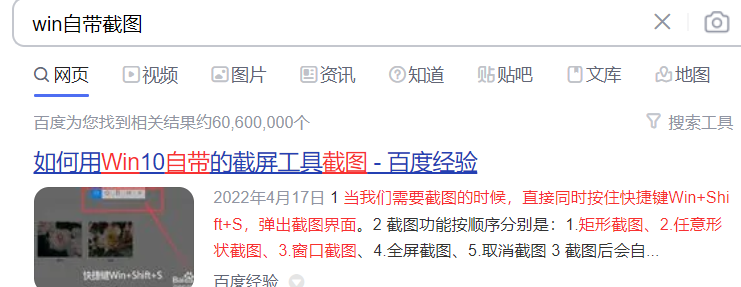 win自带截图
网页 视频 图片 资讯 知道 贴吧 文库 地图
百度为您找到相关结果约60,600,000个 搜索工具
如何用Win10自带的截屏工具截图 - 百度经验
2022年4月17日 1 当我们需要截图的时候，直接同时按住快捷键Win+Shi
ft+S，弹出截图界面。2 截图功能按顺序分别是：1.矩形截图、2.任意形
状截图、3.窗口截图、4.全屏截图、5.取消截图 3 截图后会自...
快捷键Win+Shift+S
Bai
百度经验